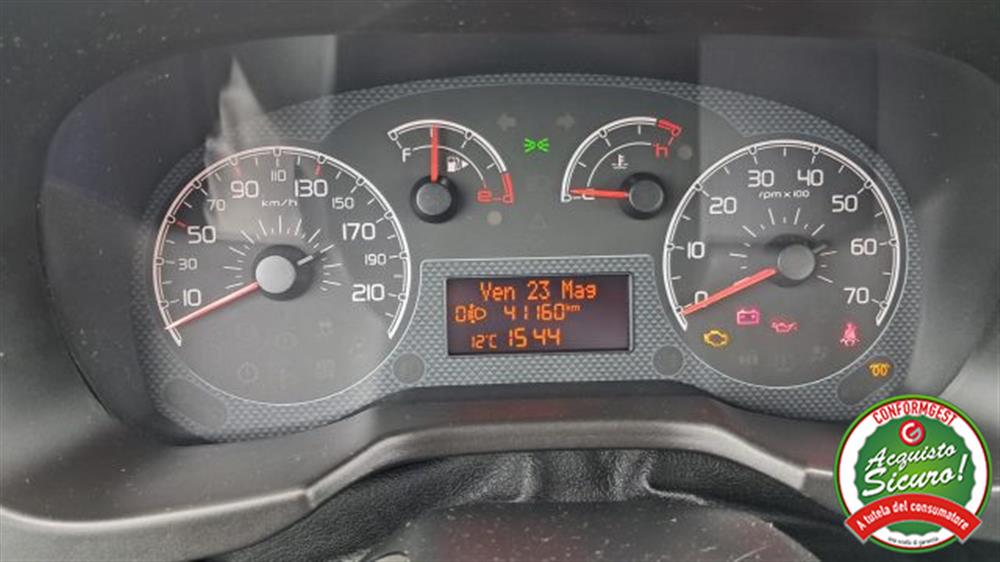 10
30
50
70
90
110
130
150
170
190
210
km/h
F
e-d
h
0
10
20
30
40
50
60
70
rpm x 100
Ven 23 Mag
0
41160km
12°C 15:44
CONFORMGEST
G
Acquisto
Sicuro!
A tutela del consumatore